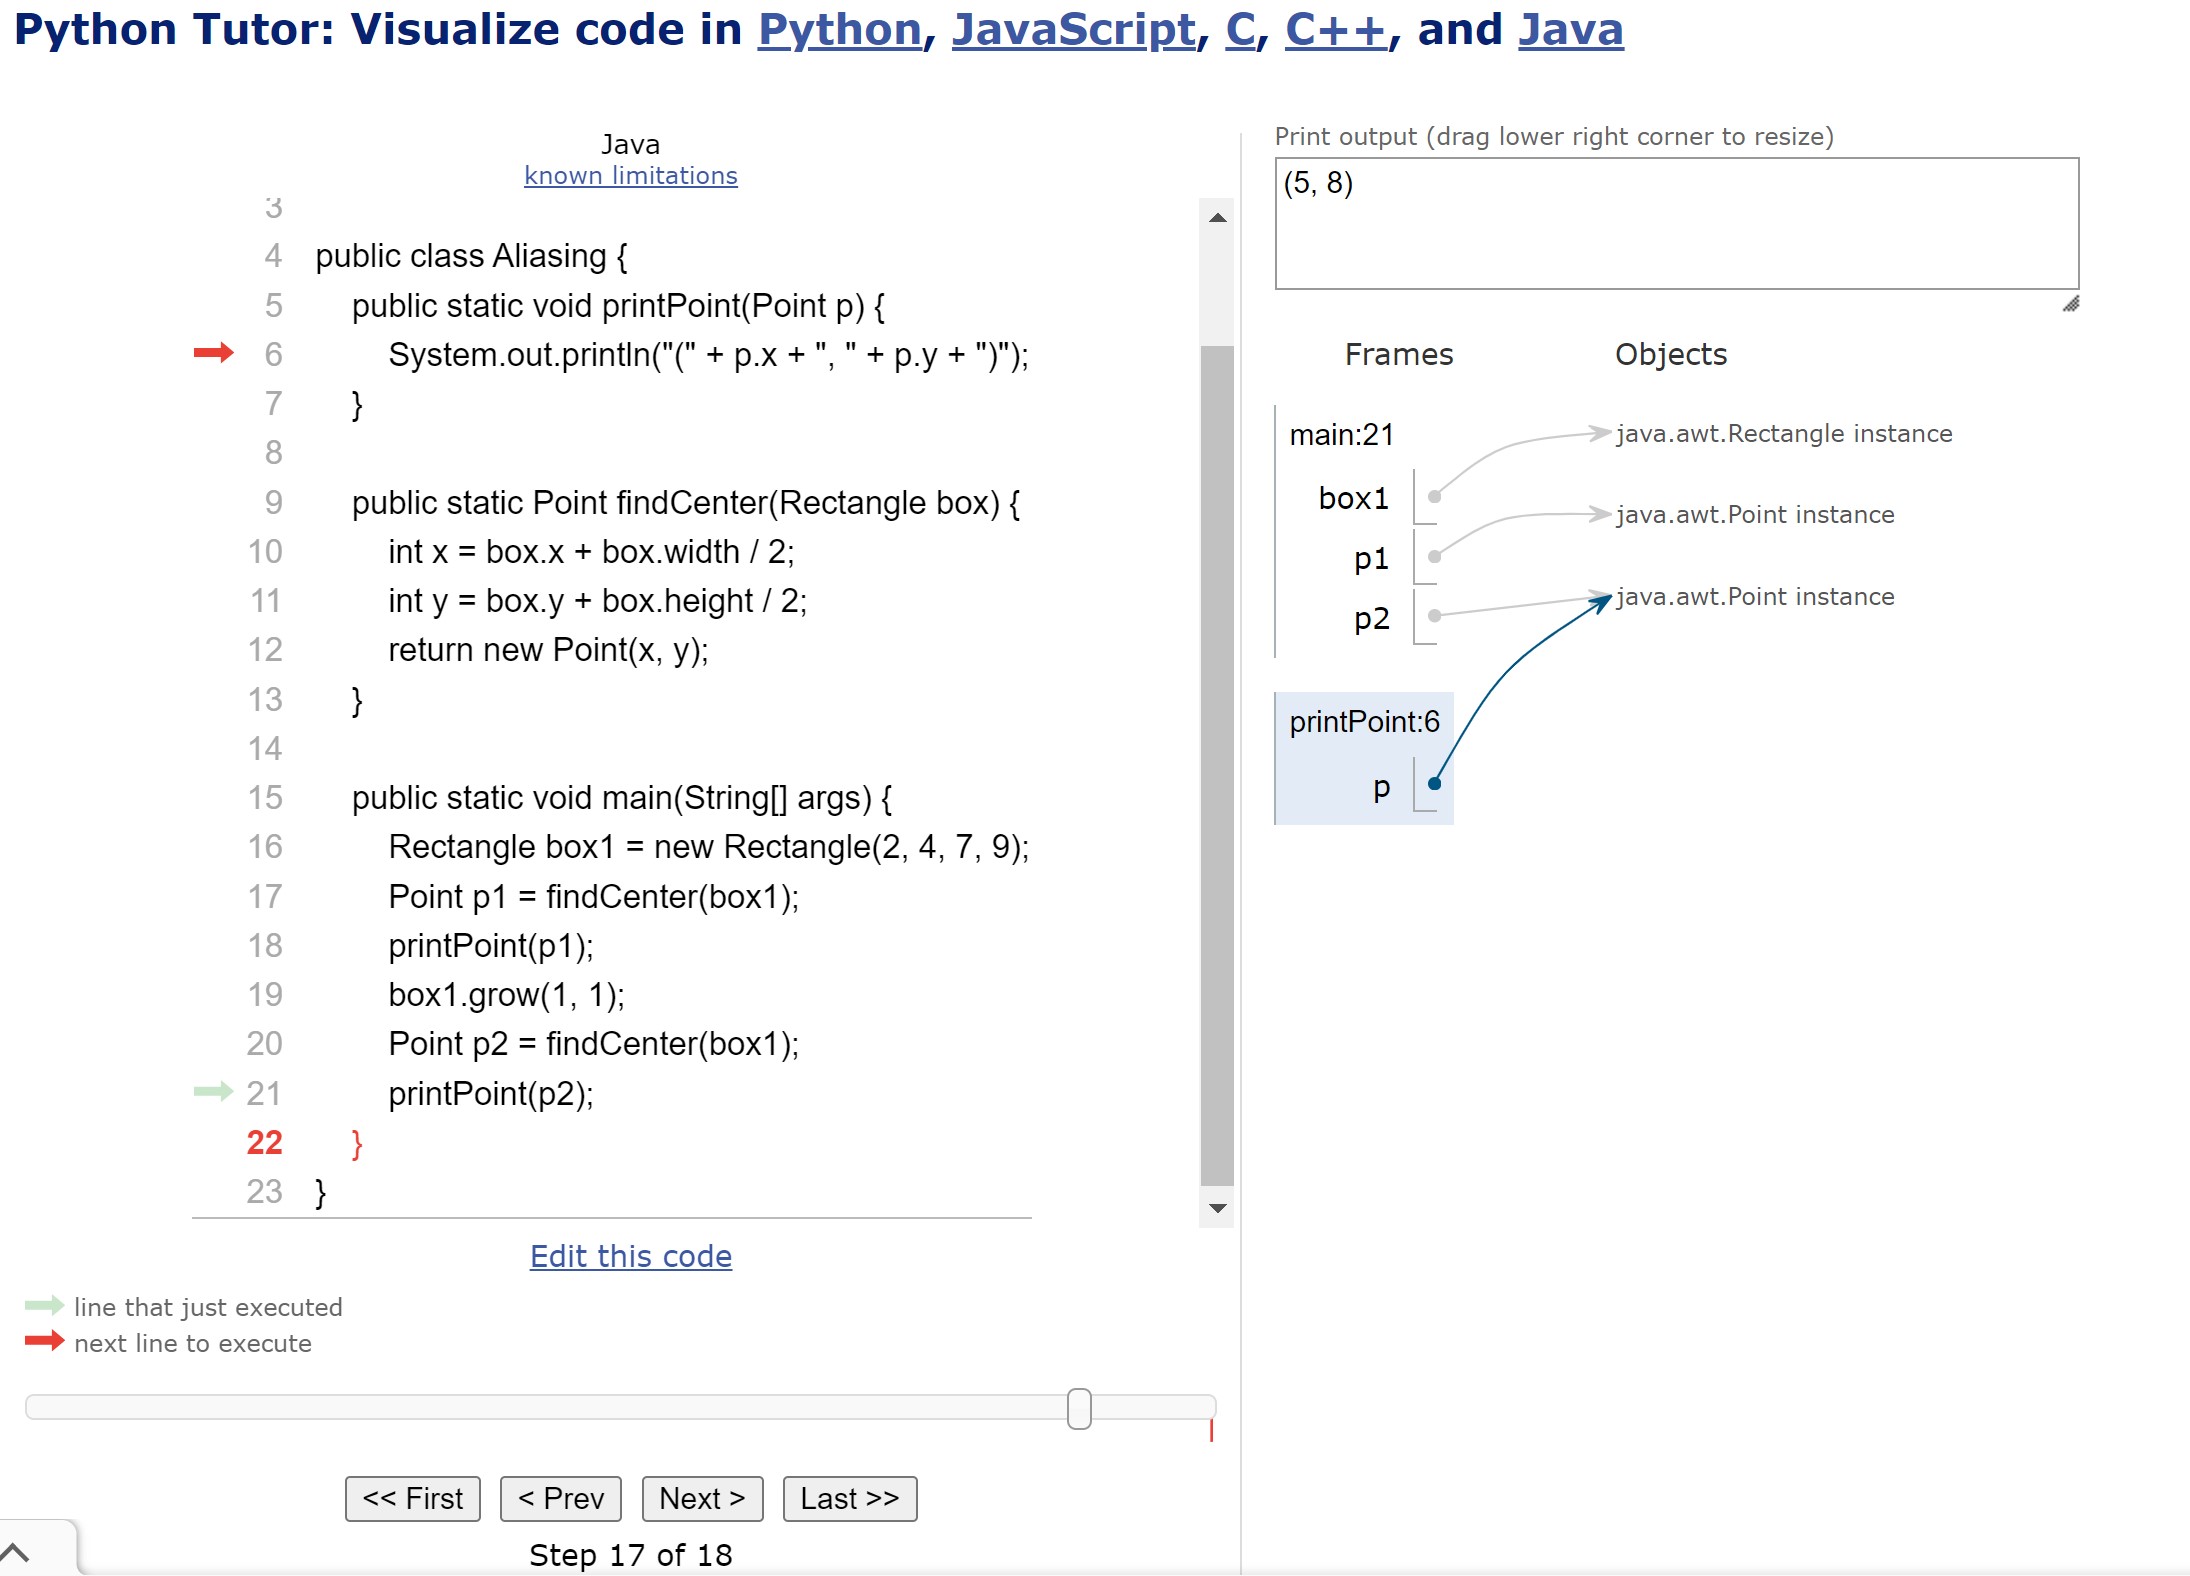 Python Tutor: Visualize code in Python, JavaScript, C, C++, and Java
Java
known limitations
3
4 public class Aliasing {
5 public static void printPoint(Point p) {
6 System.out.println("(" + p.x + ", " + p.y + ")");
7 }
8
9 public static Point findCenter(Rectangle box) {
10 int x = box.x + box.width / 2;
11 int y = box.y + box.height / 2;
12 return new Point(x, y);
13 }
14
15 public static void main(String[] args) {
16 Rectangle box1 = new Rectangle(2, 4, 7, 9);
17 Point p1 = findCenter(box1);
18 printPoint(p1);
19 box1.grow(1, 1);
20 Point p2 = findCenter(box1);
21 printPoint(p2);
22 }
23 }
Edit this code
line that just executed
next line to execute
<< First < Prev Next > Last >>
Step 17 of 18
Print output (drag lower right corner to resize)
(5, 8)
Frames Objects
main:21
java.awt.Rectangle instance
box1
java.awt.Point instance
p1
java.awt.Point instance
p2
printPoint:6
p